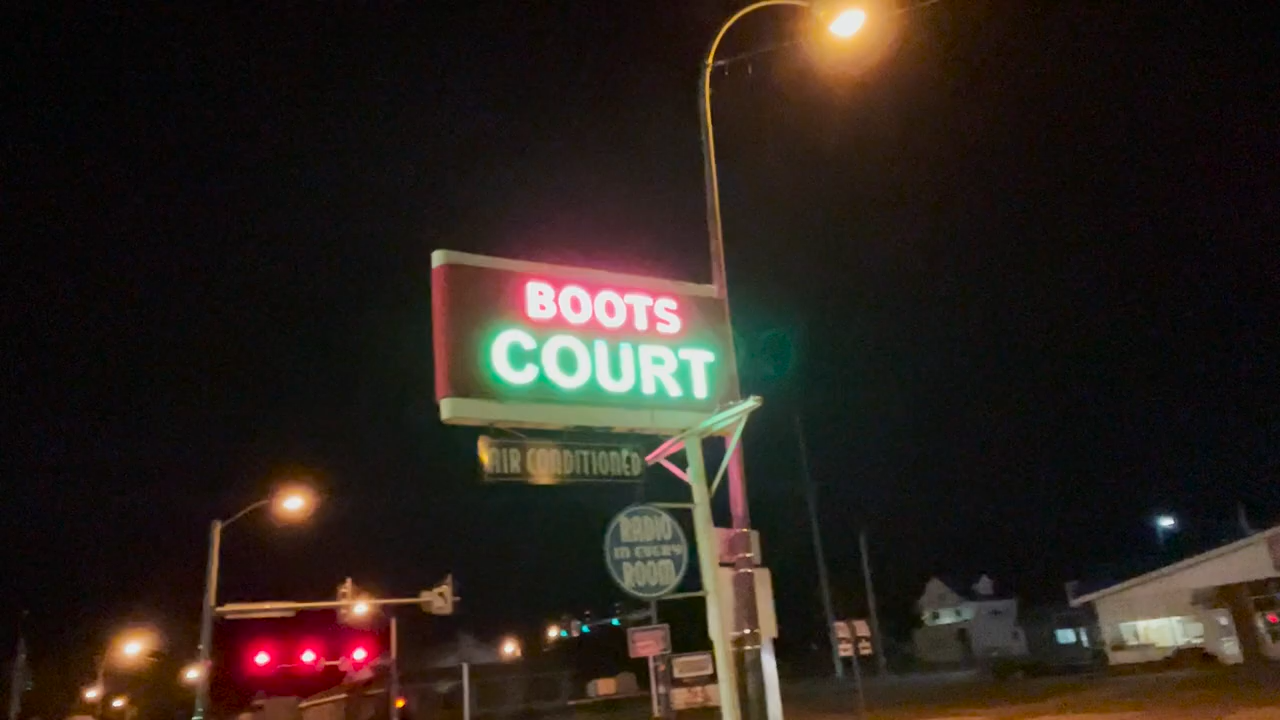 BOOTS
COURT
AIR CONDITIONED
RADIO
IN EVERY
ROOM